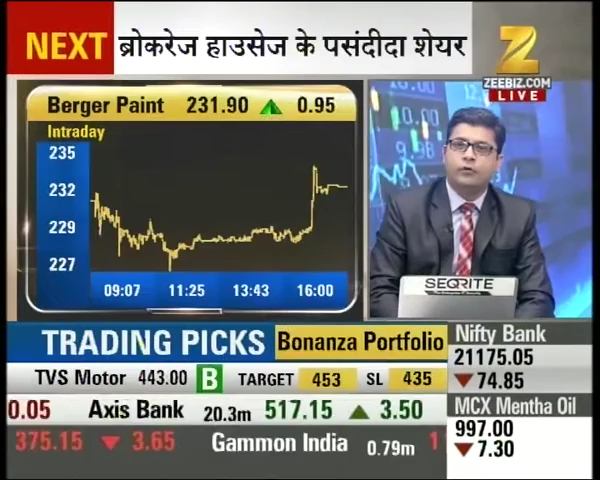 NEXT ब्रोकरेज हाउसेज के पसंदीदा शेयर
Z
ZEEBIZ.COM
LIVE
Berger Paint 231.90 0.95
Intraday
235
232
229
227
09:07 11:25 13:43 16:00
SEQRITE
TRADING PICKS Bonanza Portfolio
TVS Motor 443.00 B TARGET 453 SL 435
0.05 Axis Bank 20.3m 517.15 3.50
375.15 3.65 Gammon India 0.79m 1
Nifty Bank
21175.05
74.85
MCX Mentha Oil
997.00
7.30